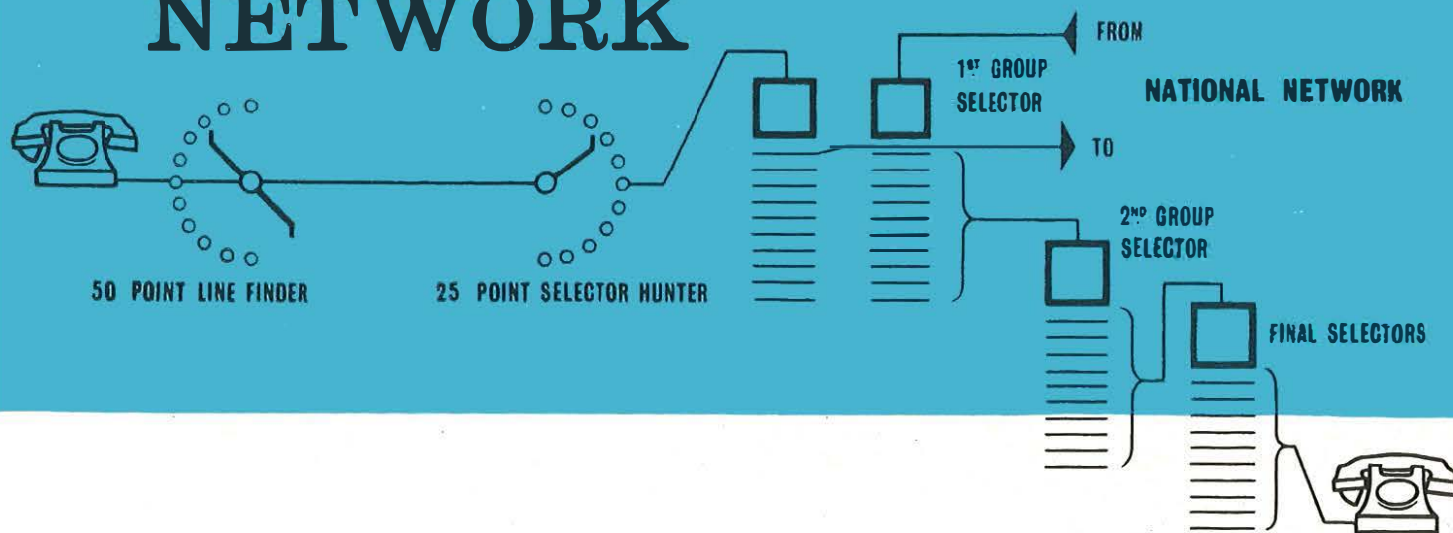 NETWORK
FROM
1ST GROUP
SELECTOR
NATIONAL NETWORK
TO
2ND GROUP
SELECTOR
50 POINT LINE FINDER
25 POINT SELECTOR HUNTER
FINAL SELECTORS